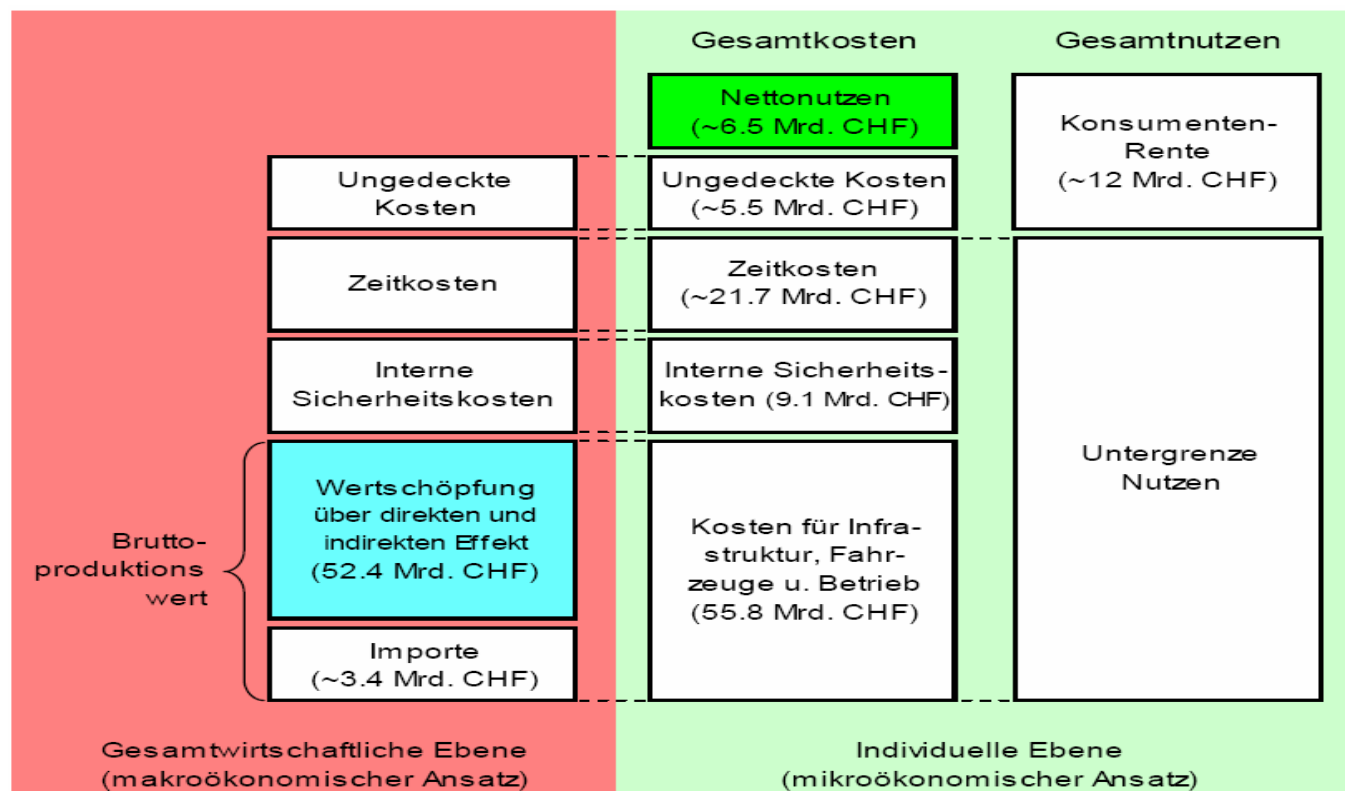 Gesamtkosten
Gesamtnutzen
Nettonutzen
(~6.5 Mrd. CHF)
Konsumenten-
Rente
(~12 Mrd. CHF)
Ungedeckte
Kosten
Ungedeckte Kosten
(~5.5 Mrd. CHF)
Zeitkosten
Zeitkosten
(~21.7 Mrd. CHF)
Interne
Sicherheitskosten
Interne Sicherheits-
kosten (9.1 Mrd. CHF)
Brutto-
produktions
wert
Wertschöpfung
über direkten und
indirekten Effekt
(52.4 Mrd. CHF)
Importe
(~3.4 Mrd. CHF)
Kosten für Infra-
struktur, Fahr-
zeuge u. Betrieb
(55.8 Mrd. CHF)
Untergrenze
Nutzen
Gesamtwirtschaftliche Ebene
(makroökonomischer Ansatz)
Individuelle Ebene
(mikroökonomischer Ansatz)